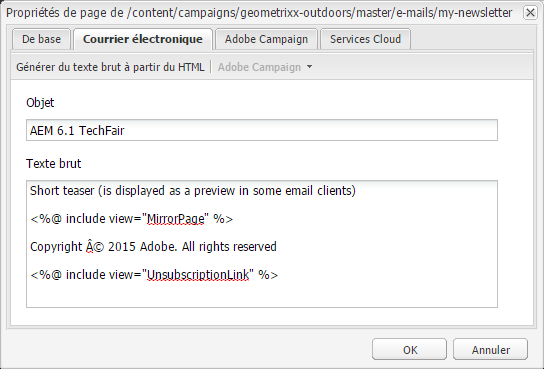 Propriétés de page de /content/campaigns/geometrixx-outdoors/master/e-mails/my-newsletter
De base Courrier électronique Adobe Campaign Services Cloud
Générer du texte brut à partir du HTML Adobe Campaign
Objet
AEM 6.1 TechFair
Texte brut
Short teaser (is displayed as a preview in some email clients)
<%@ include view="MirrorPage" %>
Copyright Â© 2015 Adobe. All rights reserved
<%@ include view="UnsubscriptionLink" %>
OK Annuler